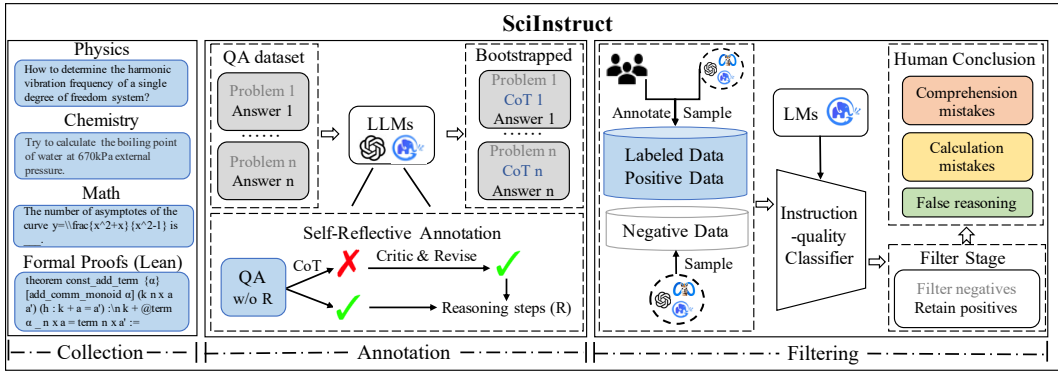 SciInstruct
Physics
How to determine the harmonic
vibration frequency of a single
degree of freedom system?
Chemistry
Try to calculate the boiling point
of water at 670kPa external
pressure.
Math
The number of asymptotes of the
curve y=\\frac{x^2+x}{x^2-1} is
___.
Formal Proofs (Lean)
theorem const_add_term {α}
[add_comm_monoid α] (k n x a
a') (h : k + a = a') :\n k + @term
α _ n x a = term n x a' :=
Collection
QA dataset
Problem 1
Answer 1
......
Problem n
Answer n
LLMs
Bootstrapped
Problem 1
CoT 1
Answer 1
......
Problem n
CoT n
Answer n
Self-Reflective Annotation
QA
w/o R
CoT
Critic & Revise
Reasoning steps (R)
Annotation
Annotate
Sample
Labeled Data
Positive Data
Negative Data
Sample
LMs
Instruction
-quality
Classifier
Human Conclusion
Comprehension
mistakes
Calculation
mistakes
False reasoning
Filter Stage
Filter negatives
Retain positives
Filtering